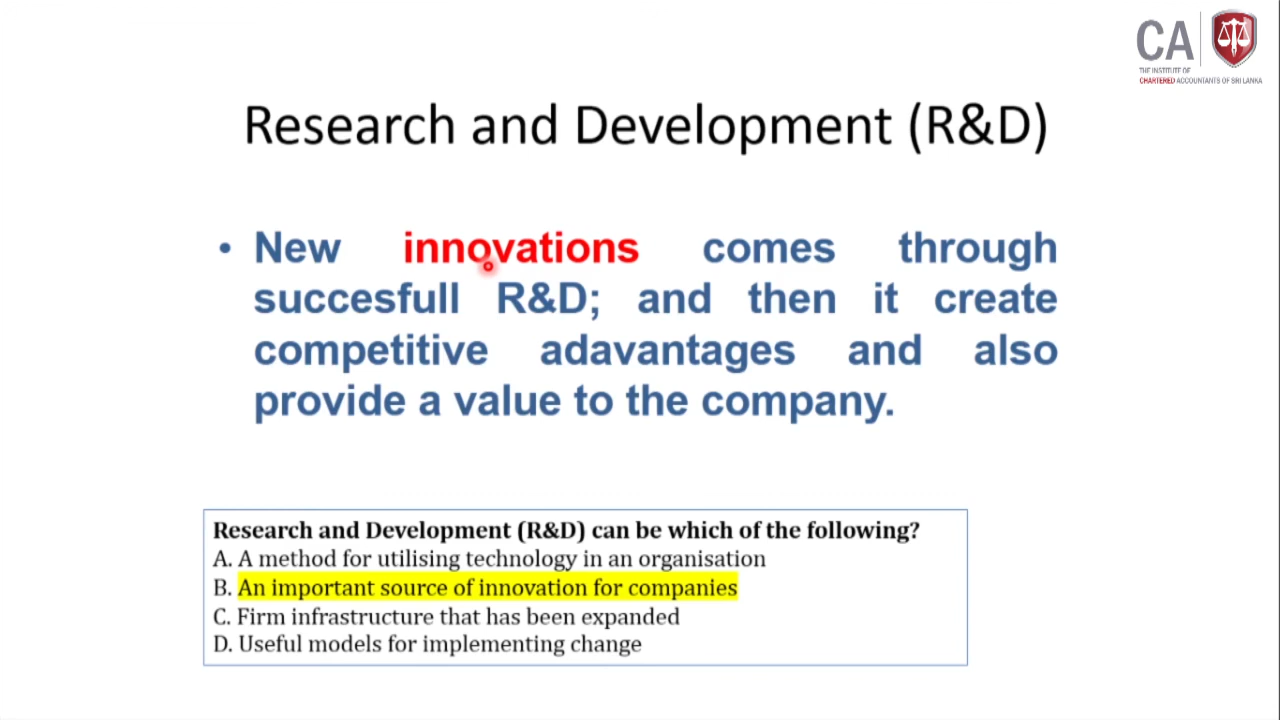 CA
THE INSTITUTE OF
CHARTERED ACCOUNTANTS OF SRI LANKA
Research and Development (R&D)
• New innovations comes through
succesfull R&D; and then it create
competitive adavantages and also
provide a value to the company.
Research and Development (R&D) can be which of the following?
A. A method for utilising technology in an organisation
B. An important source of innovation for companies
C. Firm infrastructure that has been expanded
D. Useful models for implementing change